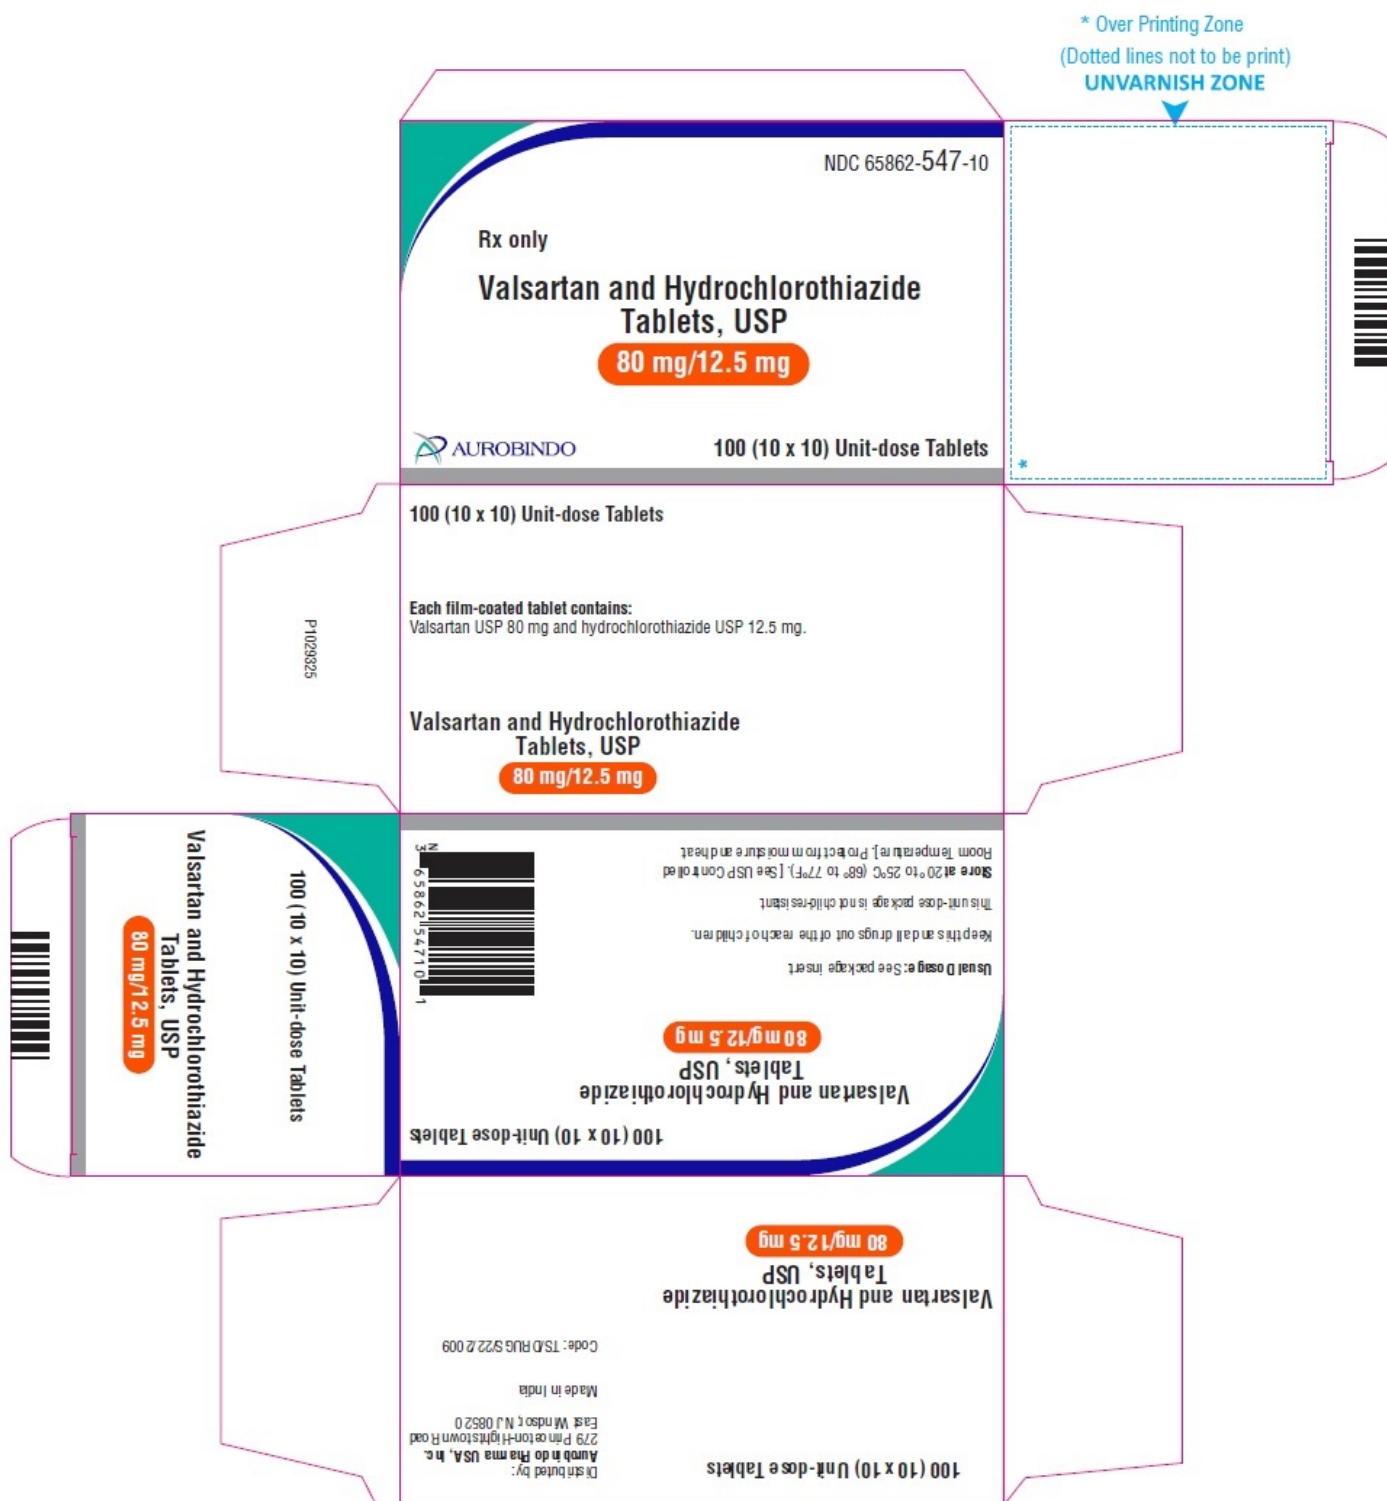 * Over Printing Zone
(Dotted lines not to be print)
UNVARNISH ZONE
NDC 65862-547-10
Rx only
Valsartan and Hydrochlorothiazide
Tablets, USP
80 mg/12.5 mg
AUROBINDO
100 (10 x 10) Unit-dose Tablets
*
100 (10 x 10) Unit-dose Tablets
Each film-coated tablet contains:
Valsartan USP 80 mg and hydrochlorothiazide USP 12.5 mg.
P1029325
Valsartan and Hydrochlorothiazide
Tablets, USP
80 mg/12.5 mg
100 (10 x 10) Unit-dose Tablets
Valsartan and Hydrochlorothiazide
Tablets, USP
80 mg/12.5 mg
100 (10 x 10) Unit-dose Tablets
Valsartan and Hydrochlorothiazide
Tablets, USP
80 mg/12.5 mg
Usual Dosage: See package insert.
Keep this and all drugs out of the reach of children.
This unit-dose package is not child-resistant.
Store at 20° to 25°C (68° to 77°F). [See USP Controlled
Room Temperature]. Protect from moisture and heat.
N
3 65862 54710 1
100 (10 x 10) Unit-dose Tablets
Distributed by:
Aurobindo Pharma USA, Inc.
279 Princeton-Hightstown Road
East Windsor, NJ 08520
Made in India
Code: TS/DRUGS/22/2009
Valsartan and Hydrochlorothiazide
Tablets, USP
80 mg/12.5 mg